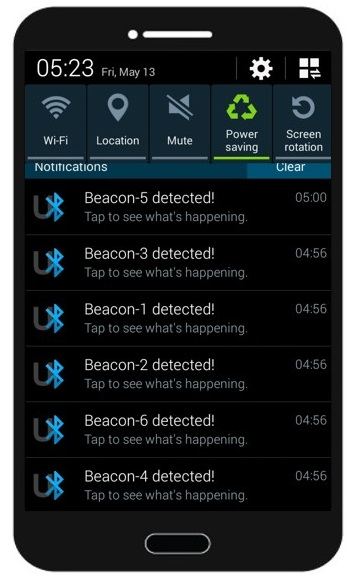 05:23 Fri, May 13
Wi-Fi Location Mute Power saving Screen rotation
Notifications Clear
Beacon-5 detected! 05:00
Tap to see what's happening.
Beacon-3 detected! 04:56
Tap to see what's happening.
Beacon-1 detected! 04:56
Tap to see what's happening.
Beacon-2 detected! 04:56
Tap to see what's happening.
Beacon-6 detected! 04:56
Tap to see what's happening.
Beacon-4 detected! 04:56
Tap to see what's happening.